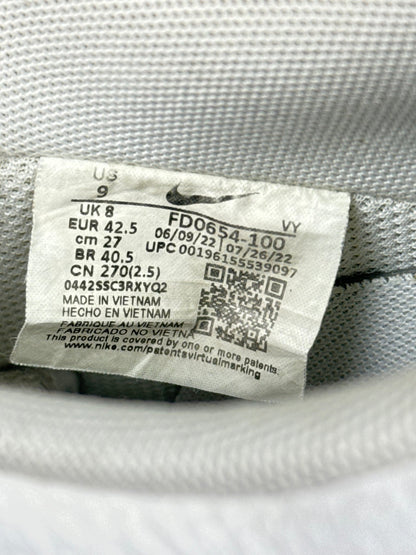 US
9
UK 8
EUR 42.5
cm 27
BR 40.5
CN 270(2.5)
0442SSC3RXYQ2
MADE IN VIETNAM
HECHO EN VIETNAM
FABRIQUE AU VIETNAM
FABRICADO NO VIETNAM
This product is covered by one or more patents.
www.nike.com/patentsvirtualmarking
FD0654-100
VY
06/09/22 | 07/26/22
UPC 00196155539097